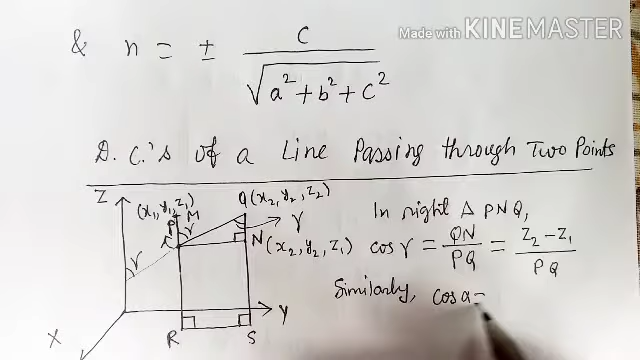 Made with KINEMASTER
& n = ± c / √(a² + b² + c²)
D. C.'s of a Line Passing through Two Points
Z
(x₁, y₁, z₁) M
P
Q(x₂, y₂, z₂)
γ
γ
γ
N(x₂, y₂, z₁)
R
S
Y
X
In right Δ PNQ,
cos γ = QN / PQ = z₂ - z₁ / PQ
Similarly, cos α =